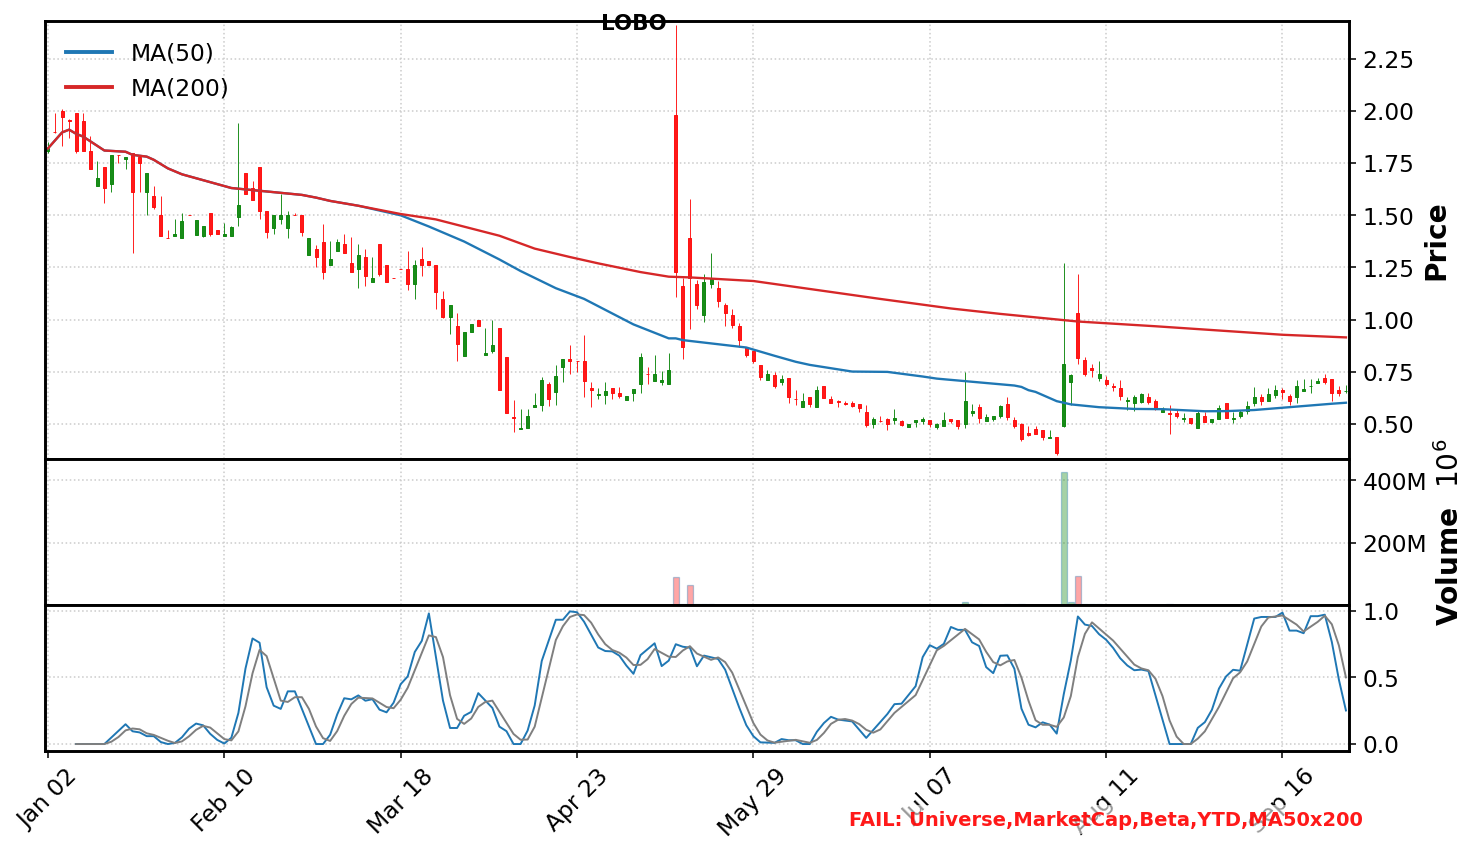 LOBO
MA(50)
MA(200)
2.25
2.00
1.75
1.50
1.25
1.00
0.75
0.50
Price
400M
200M
Volume 10⁶
1.0
0.5
0.0
Jan 02
Feb 10
Mar 18
Apr 23
May 29
Jul 07
Aug 11
Sep 16
FAIL: Universe,MarketCap,Beta,YTD,MA50x200